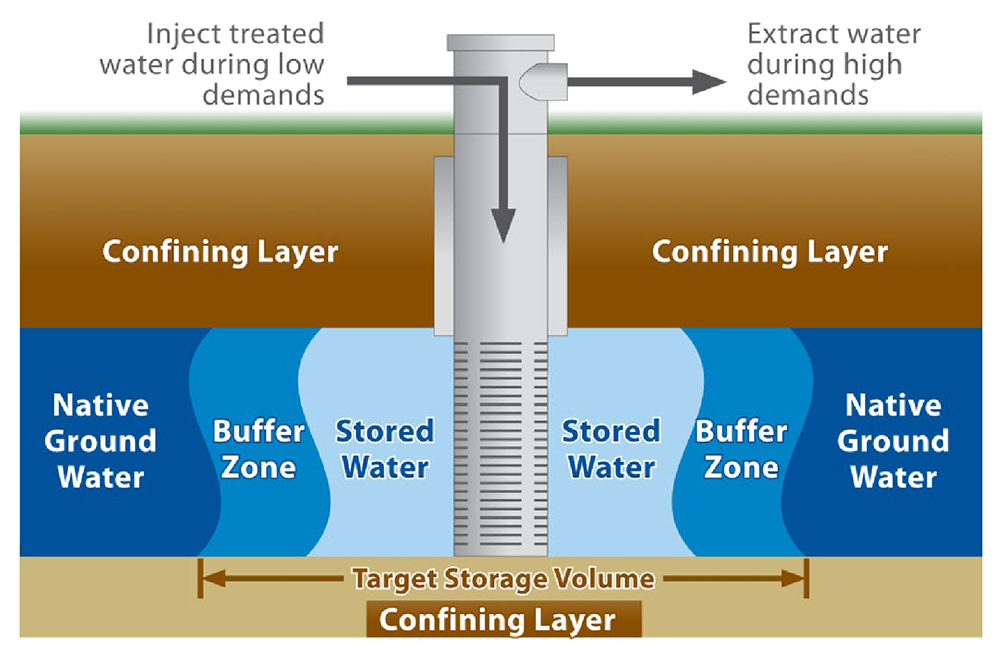 Inject treated
water during low
demands
Extract water
during high
demands
Confining Layer
Confining Layer
Native
Ground
Water
Buffer
Zone
Stored
Water
Stored
Water
Buffer
Zone
Native
Ground
Water
Target Storage Volume
Confining Layer